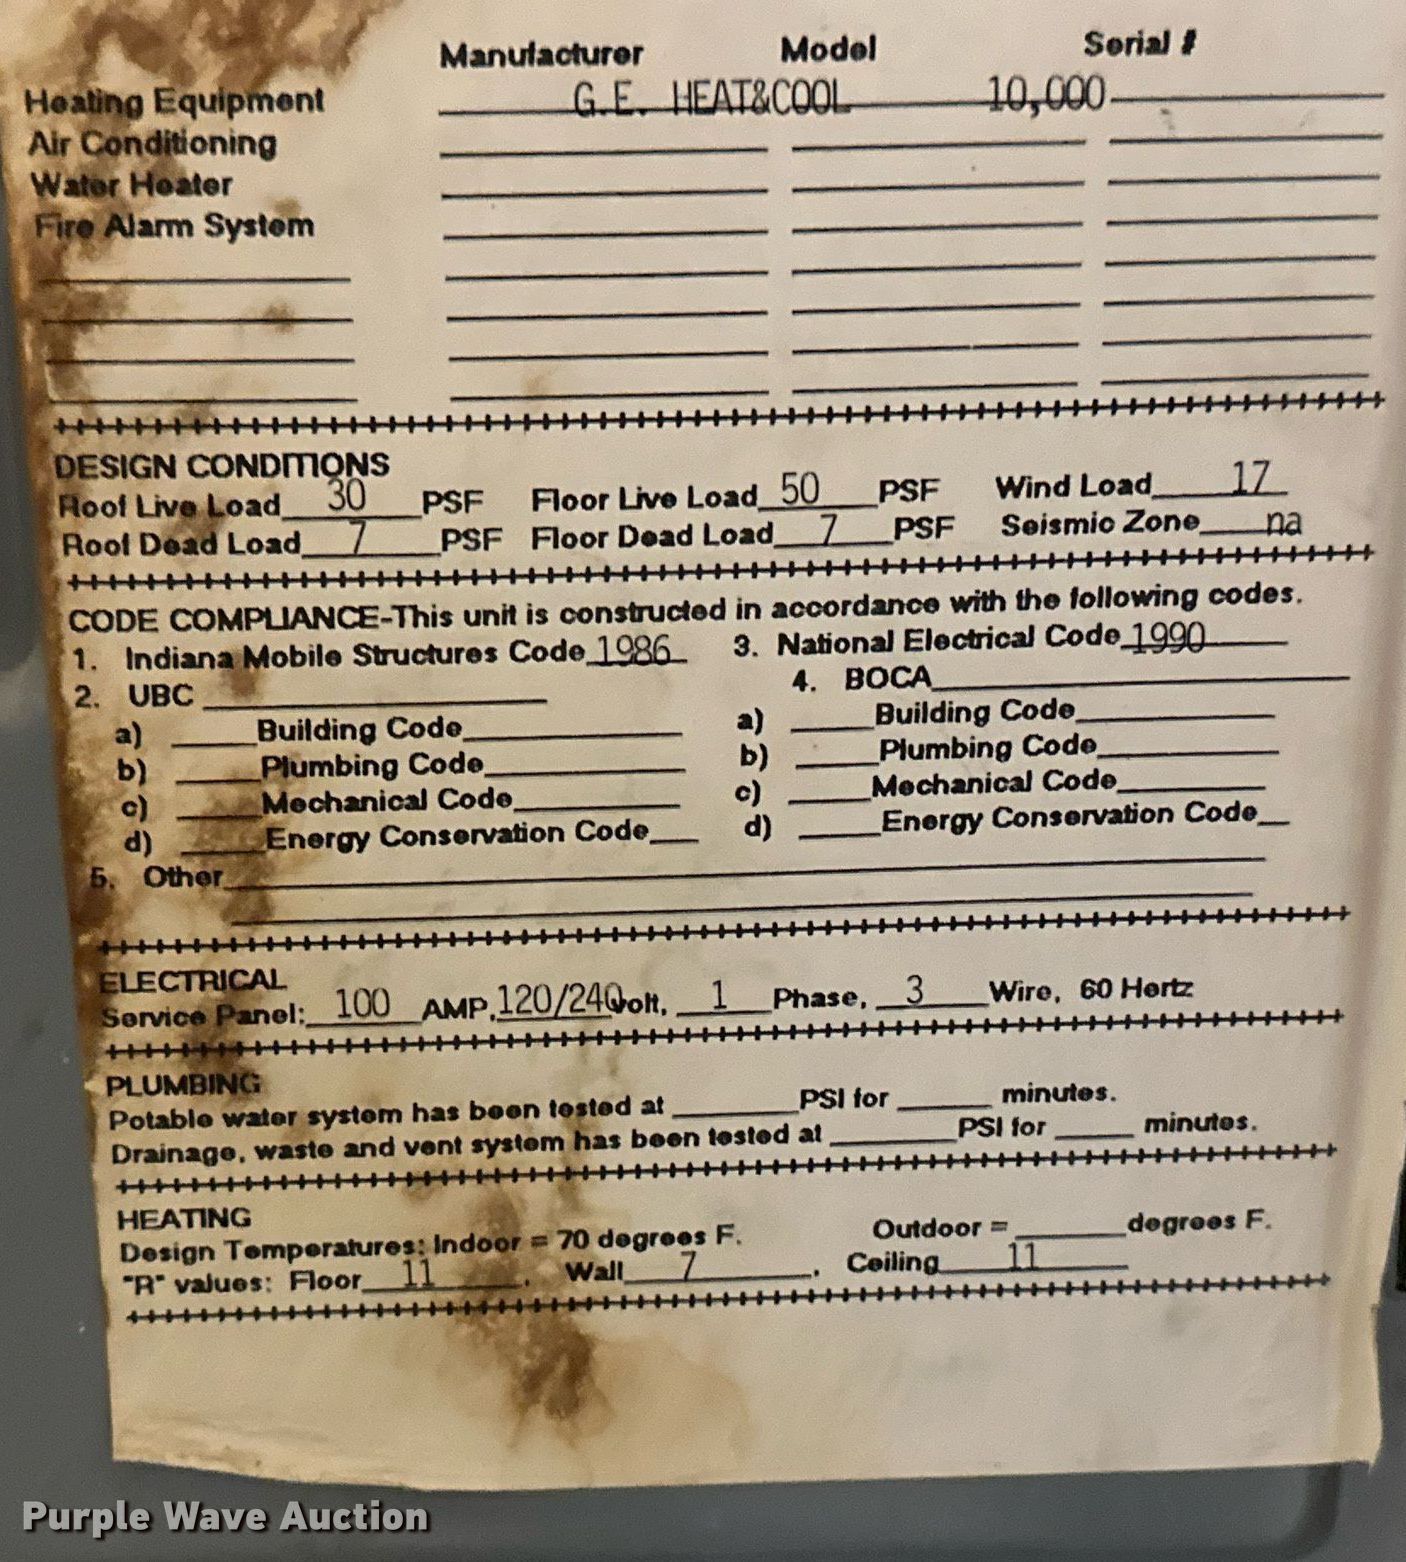 Manufacturer Model Serial #
Heating Equipment G.E. HEAT&COOL 10,000
Air Conditioning
Water Heater
Fire Alarm System
DESIGN CONDITIONS
Roof Live Load 30 PSF Floor Live Load 50 PSF Wind Load 17
Roof Dead Load 7 PSF Floor Dead Load 7 PSF Seismic Zone na
CODE COMPLIANCE-This unit is constructed in accordance with the following codes.
1. Indiana Mobile Structures Code 1986 3. National Electrical Code 1990
2. UBC 4. BOCA
a) Building Code a) Building Code
b) Plumbing Code b) Plumbing Code
c) Mechanical Code c) Mechanical Code
d) Energy Conservation Code d) Energy Conservation Code
5. Other
ELECTRICAL
Service Panel: 100 AMP, 120/240 Volt, 1 Phase, 3 Wire, 60 Hertz
PLUMBING
Potable water system has been tested at PSI for minutes.
Drainage, waste and vent system has been tested at PSI for minutes.
HEATING
Design Temperatures: Indoor = 70 degrees F. Outdoor = degrees F.
"R" values: Floor 11, Wall 7, Ceiling 11
Purple Wave Auction